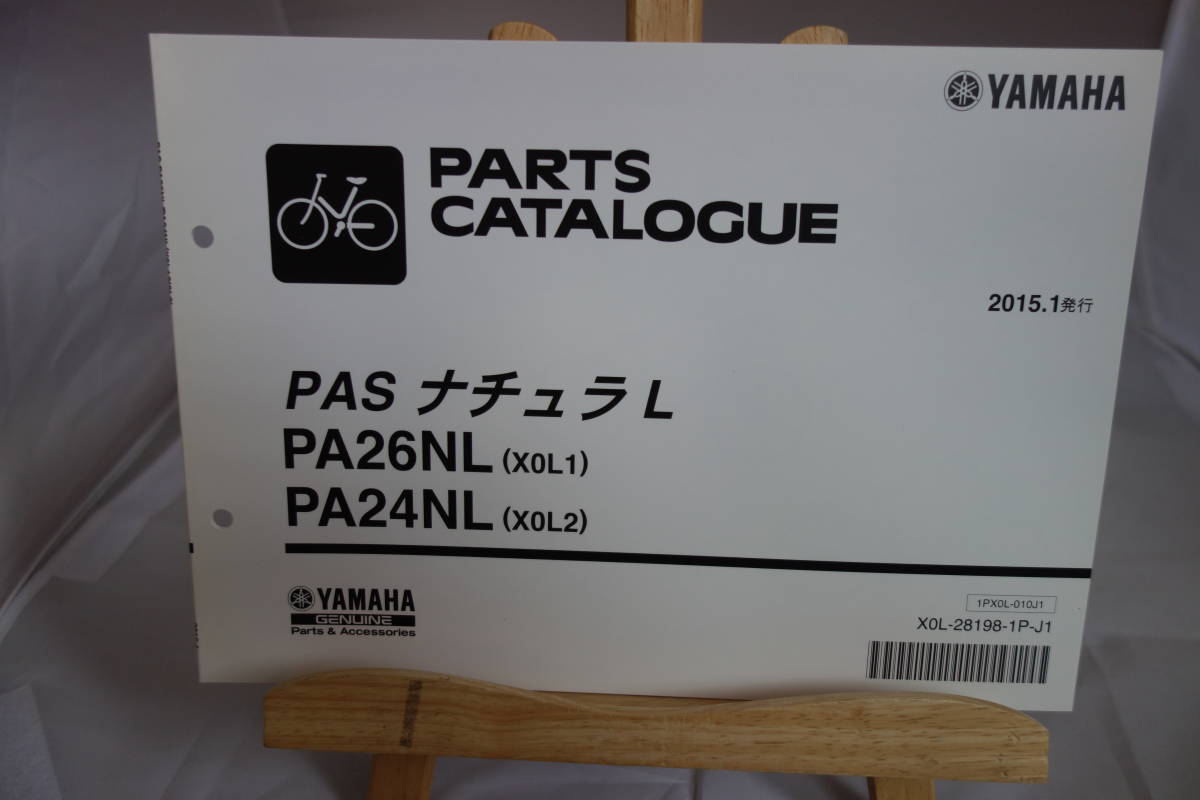 YAMAHA
PARTS
CATALOGUE
2015.1発行
PAS ナチュラ L
PA26NL (X0L1)
PA24NL (X0L2)
YAMAHA
GENUINE
Parts & Accessories
1PX0L-010J1
X0L-28198-1P-J1